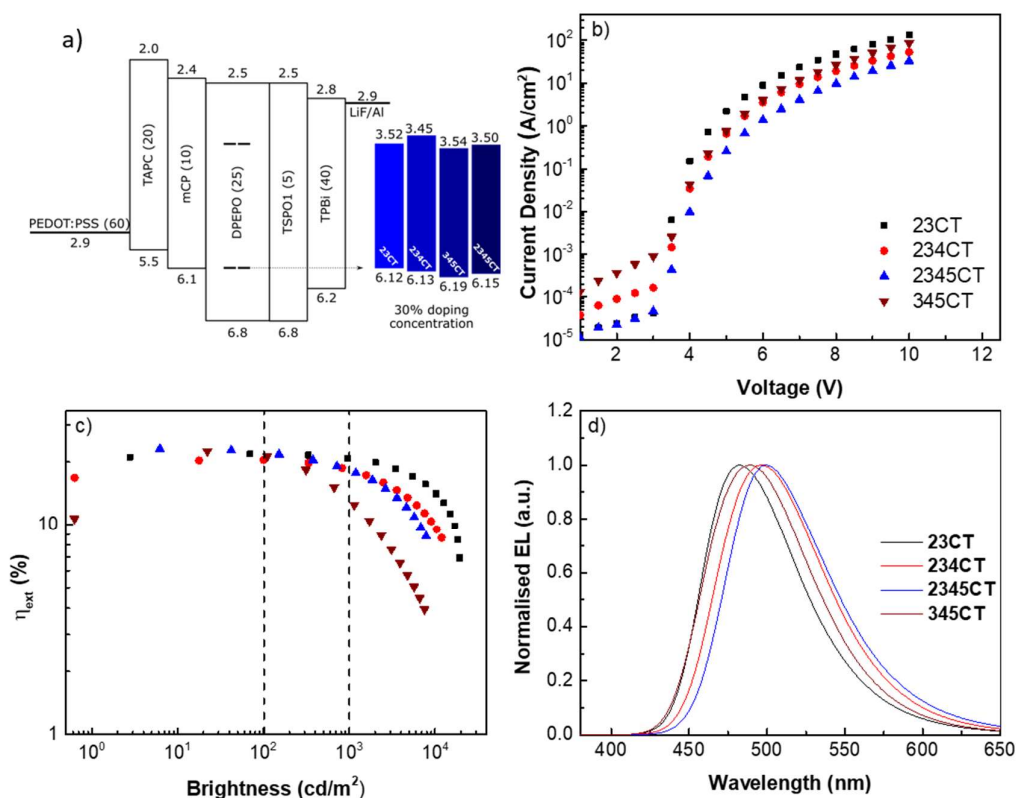 a)
2.0
2.4
2.5
2.5
2.8
2.9
LiF/Al
3.52
3.45
3.54
3.50
TAPC (20)
mCP (10)
DPEPO (25)
TSPO1 (5)
TPBi (40)
PEDOT:PSS (60)
2.9
5.5
6.1
6.8
6.8
6.2
23CT
234CT
345CT
2345CT
6.12
6.13
6.19
6.15
30% doping
concentration
b)
Current Density (A/cm²)
10²
10¹
10⁰
10⁻¹
10⁻²
10⁻³
10⁻⁴
10⁻⁵
23CT
234CT
2345CT
345CT
2
4
6
8
10
12
Voltage (V)
c)
ηext (%)
10
1
10⁰
10¹
10²
10³
10⁴
Brightness (cd/m²)
d)
Normalised EL (a.u.)
1.2
1.0
0.8
0.6
0.4
0.2
0.0
23CT
234CT
2345CT
345CT
400
450
500
550
600
650
Wavelength (nm)